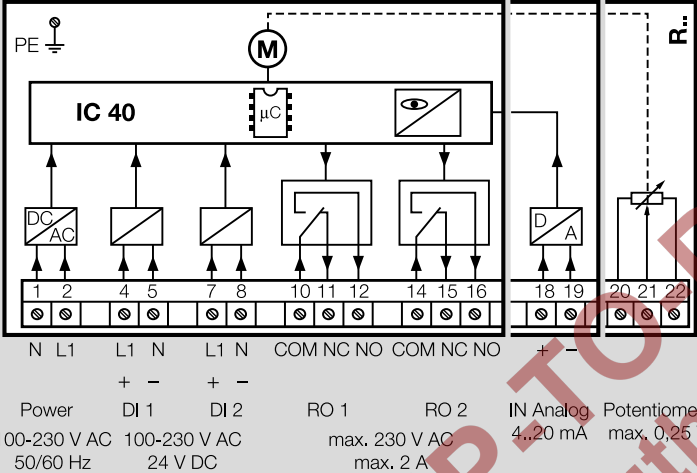 PE
M
R..
IC 40
µC
DC
AC
D
A
1 2 4 5 7 8 10 11 12 14 15 16 18 19 20 21 22
N L1 L1 N L1 N COM NC NO COM NC NO + −
+ − + −
Power DI 1 DI 2 RO 1 RO 2 IN Analog Potentiome
00-230 V AC 100-230 V AC max. 230 V AC 4..20 mA max. 0,25
50/60 Hz 24 V DC max. 2 A